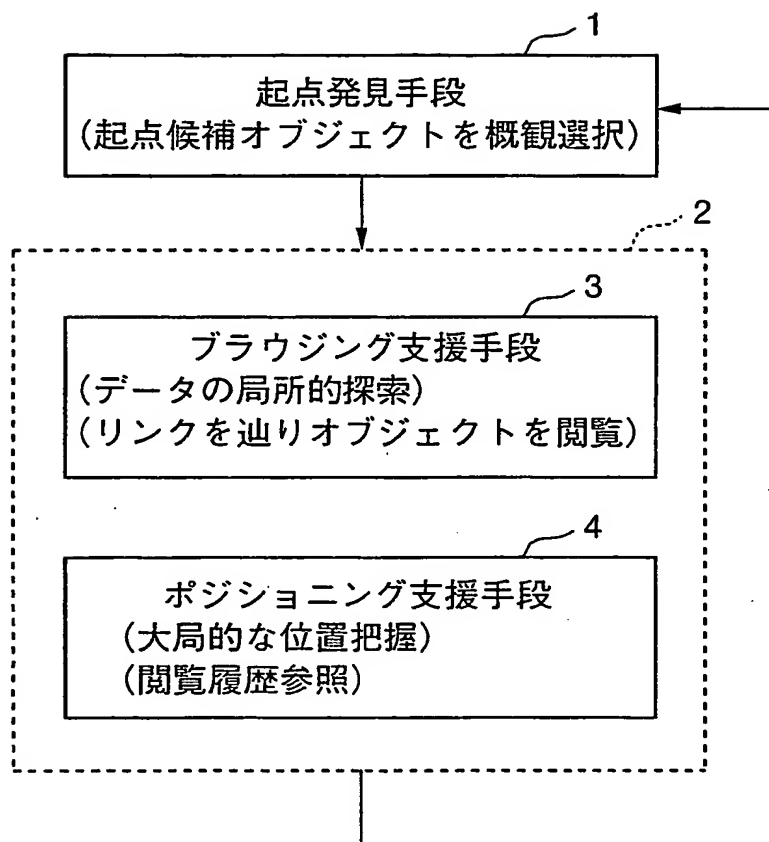 1
起点発見手段
(起点候補オブジェクトを概観選択)
2
3
ブラウジング支援手段
(データの局所的探索)
(リンクを辿りオブジェクトを閲覧)
4
ポジショニング支援手段
(大局的な位置把握)
(閲覧履歴参照)